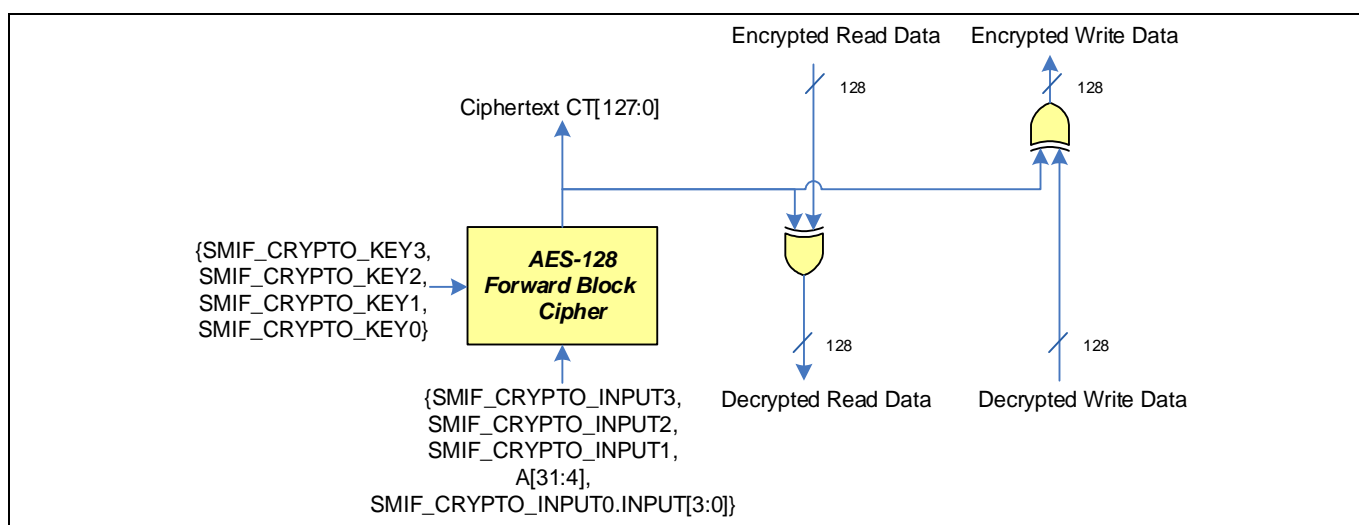 Encrypted Read Data
Encrypted Write Data
128
128
Ciphertext CT[127:0]
{SMIF_CRYPTO_KEY3,
SMIF_CRYPTO_KEY2,
SMIF_CRYPTO_KEY1,
SMIF_CRYPTO_KEY0}
AES-128
Forward Block
Cipher
128
128
{SMIF_CRYPTO_INPUT3,
SMIF_CRYPTO_INPUT2,
SMIF_CRYPTO_INPUT1,
A[31:4],
SMIF_CRYPTO_INPUT0.INPUT[3:0]}
Decrypted Read Data
Decrypted Write Data